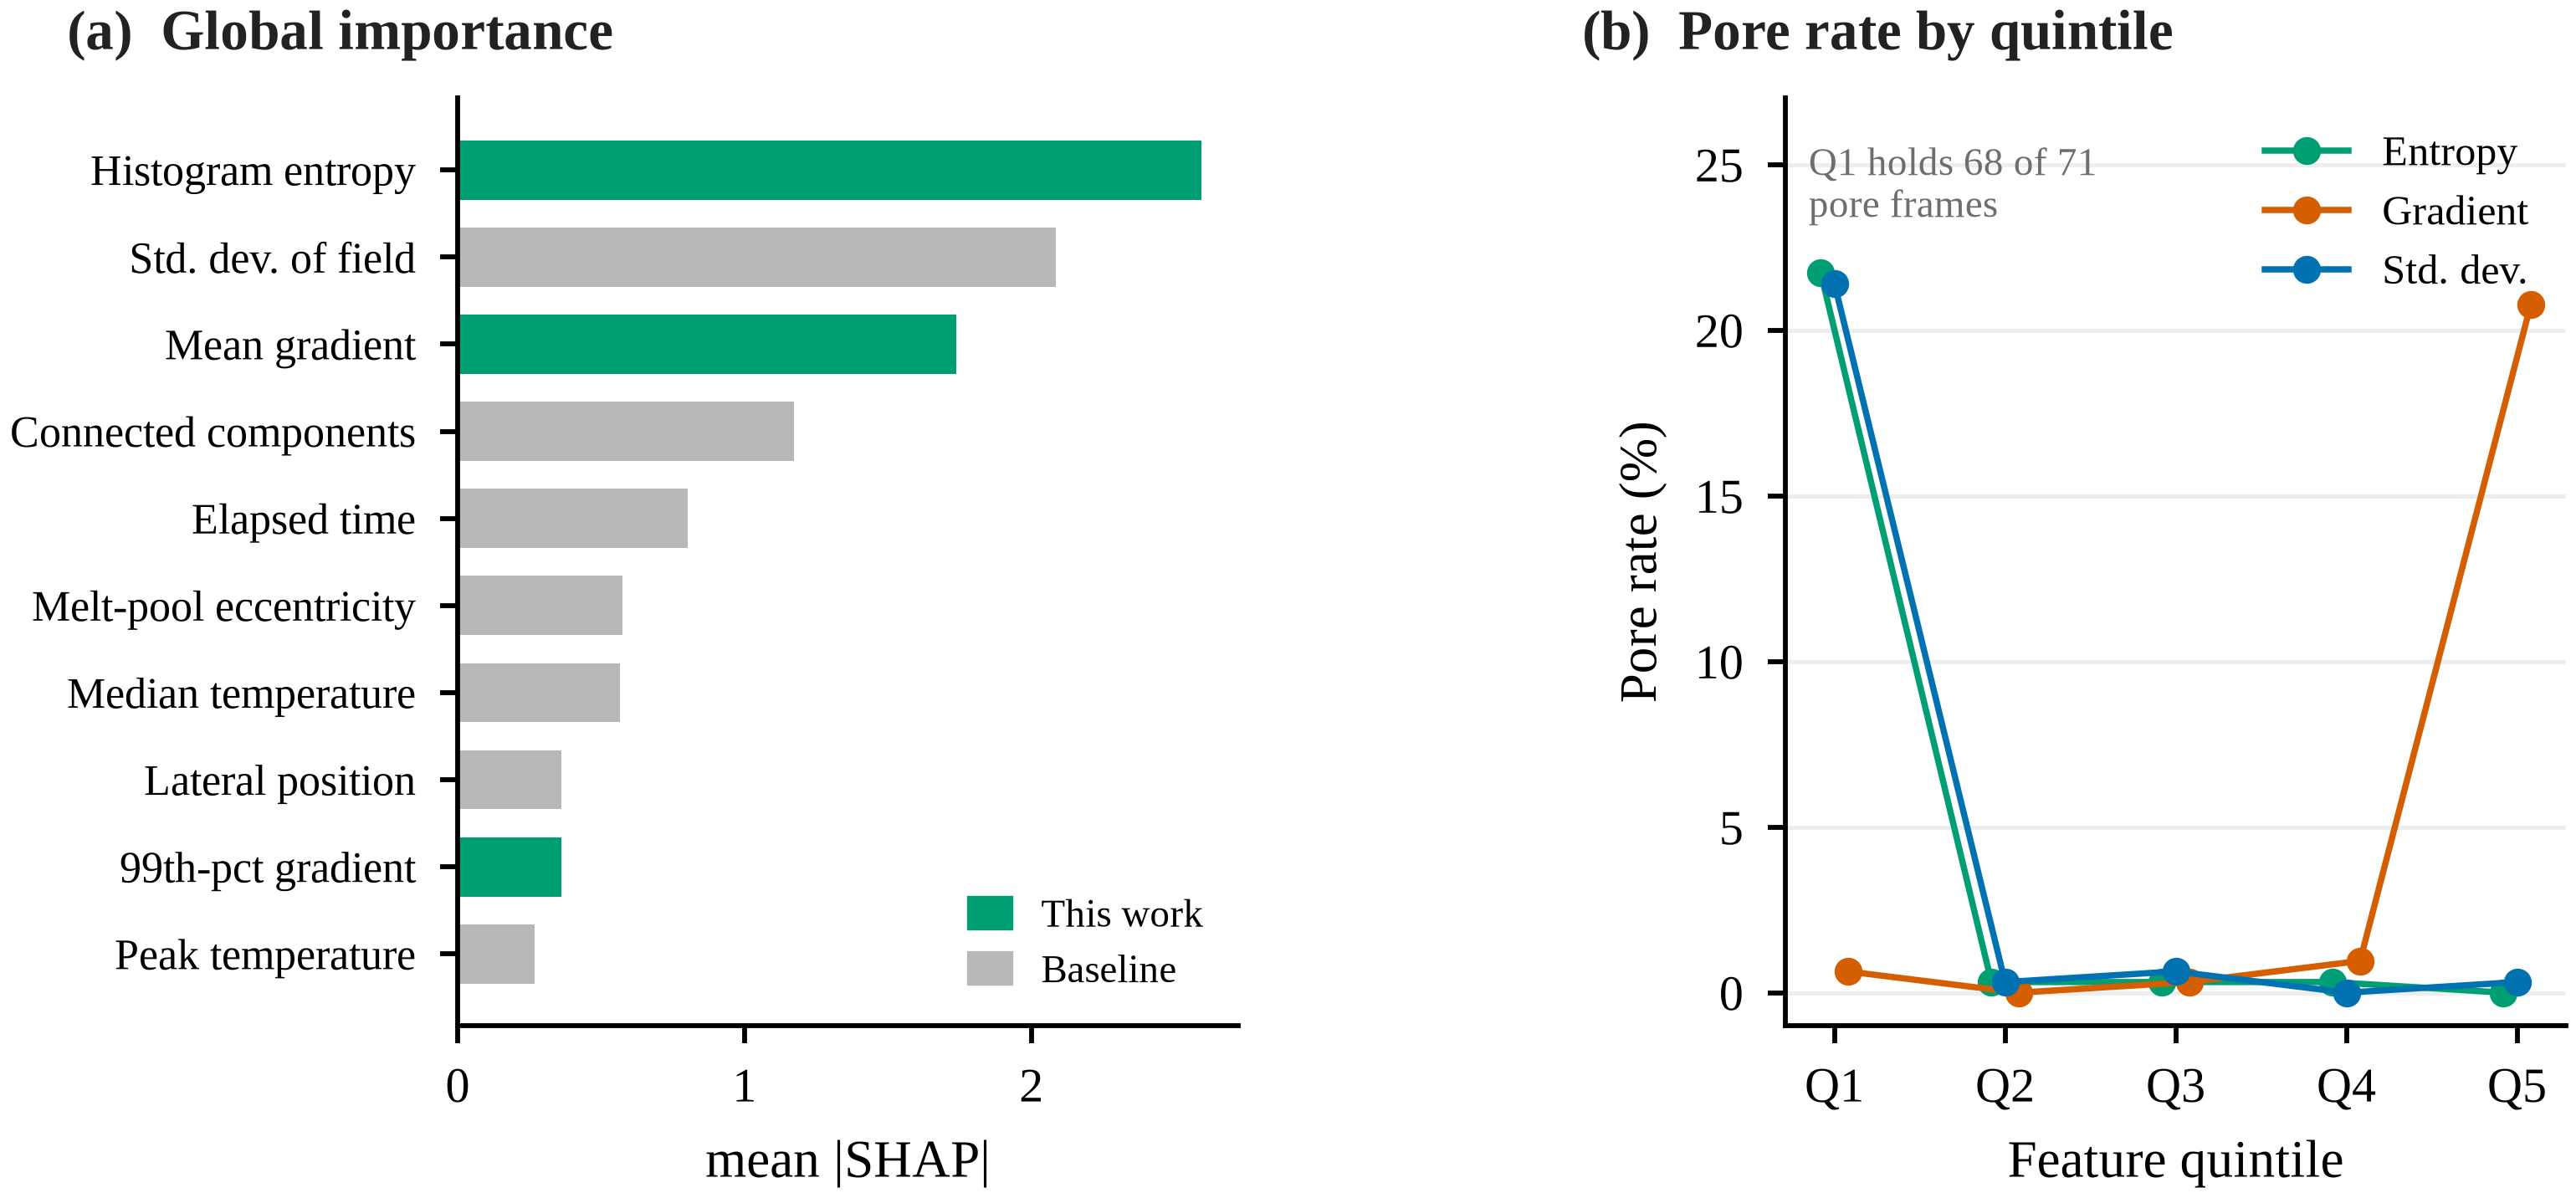 (a) Global importance
Histogram entropy
Std. dev. of field
Mean gradient
Connected components
Elapsed time
Melt-pool eccentricity
Median temperature
Lateral position
99th-pct gradient
Peak temperature
This work
Baseline
0 1 2
mean |SHAP|
(b) Pore rate by quintile
Q1 holds 68 of 71
pore frames
Entropy
Gradient
Std. dev.
Pore rate (%)
25
20
15
10
5
0
Q1 Q2 Q3 Q4 Q5
Feature quintile